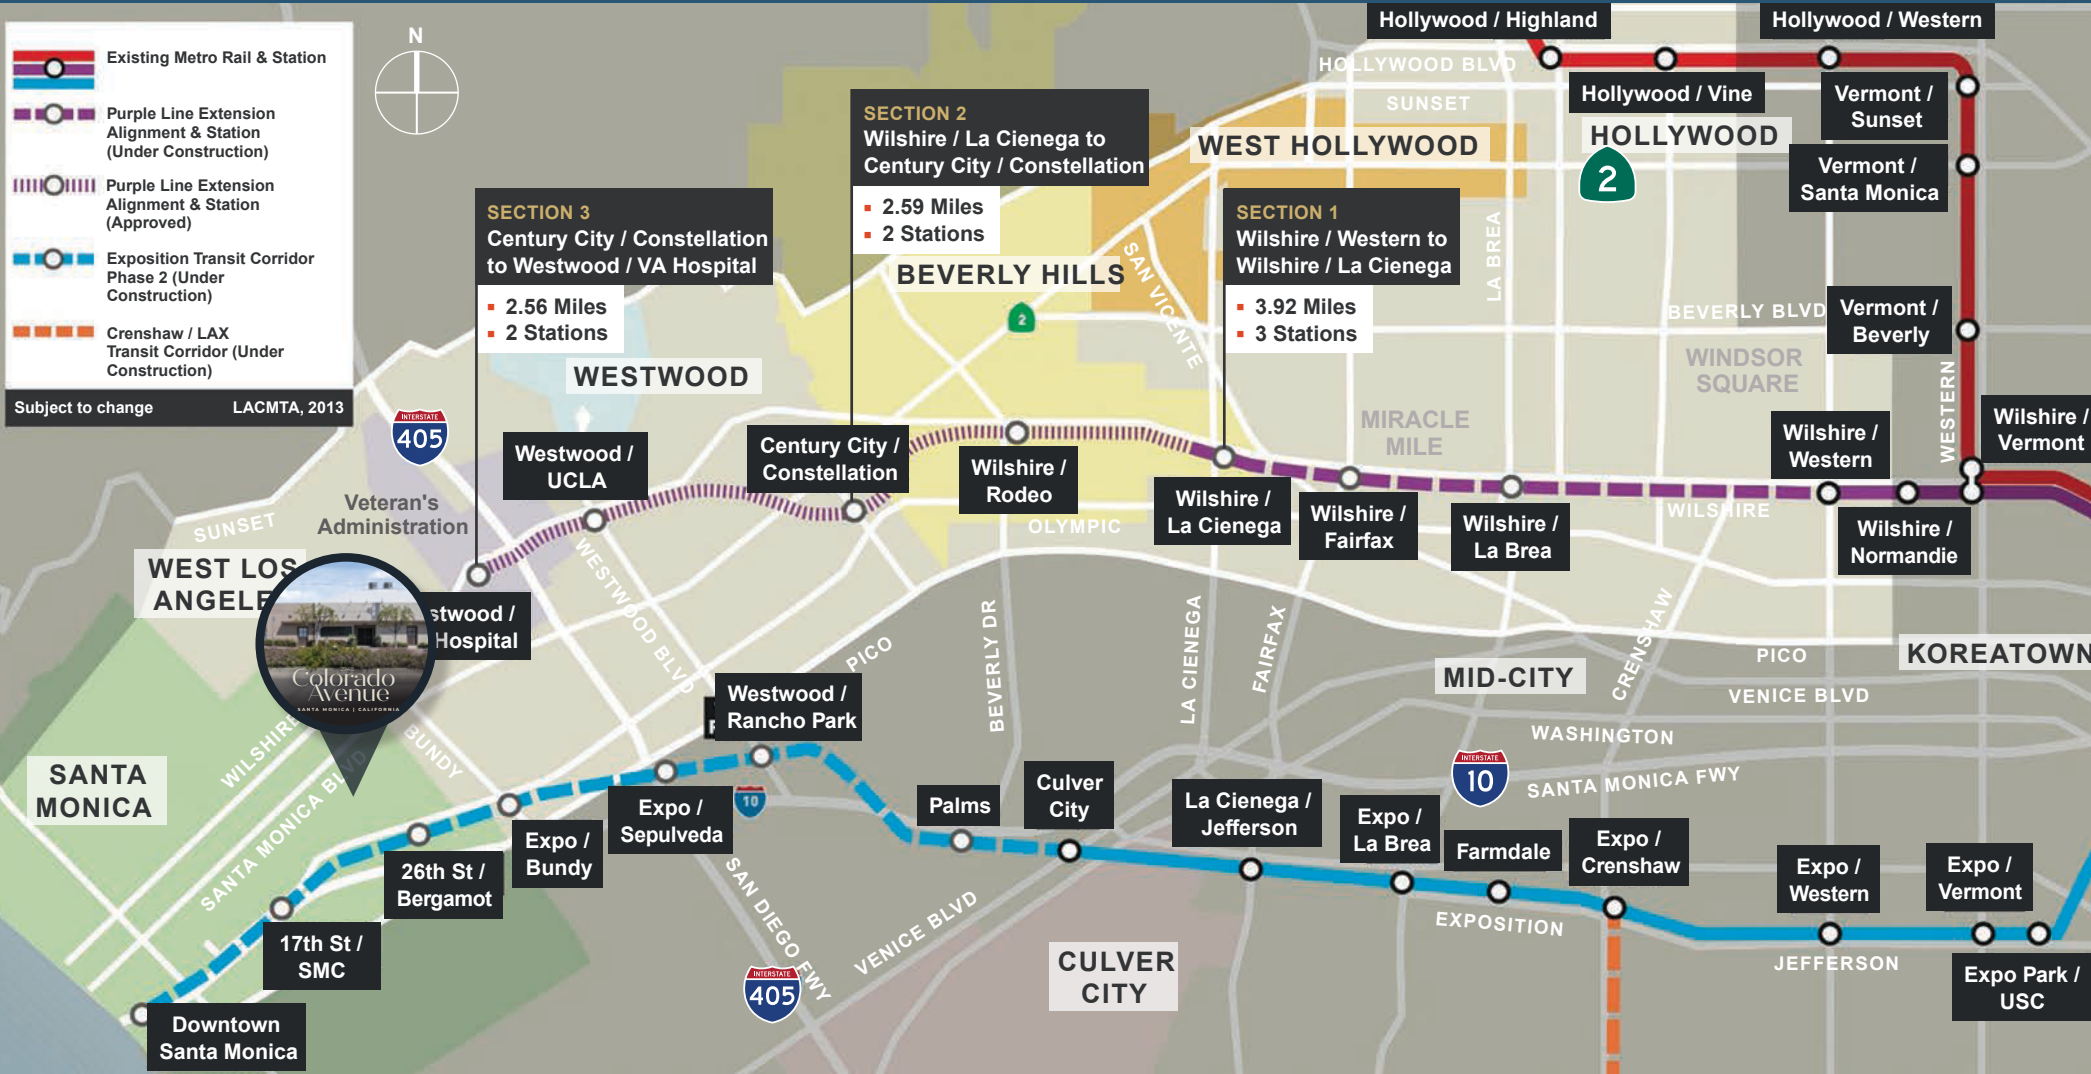 Existing Metro Rail & Station
Purple Line Extension
Alignment & Station
(Under Construction)
Purple Line Extension
Alignment & Station
(Approved)
Exposition Transit Corridor
Phase 2 (Under
Construction)
Crenshaw / LAX
Transit Corridor (Under
Construction)
Subject to change
LACMTA, 2013
N
SECTION 3
Century City / Constellation
to Westwood / VA Hospital
2.56 Miles
2 Stations
SECTION 2
Wilshire / La Cienega to
Century City / Constellation
2.59 Miles
2 Stations
SECTION 1
Wilshire / Western to
Wilshire / La Cienega
3.92 Miles
3 Stations
Hollywood / Highland
Hollywood / Western
HOLLYWOOD BLVD
SUNSET
Hollywood / Vine
Vermont /
Sunset
WEST HOLLYWOOD
HOLLYWOOD
2
Vermont /
Santa Monica
BEVERLY HILLS
2
SAN VICENTE
LA BREA
BEVERLY BLVD
Vermont /
Beverly
WINDSOR
SQUARE
WESTERN
WESTWOOD
MIRACLE
MILE
INTERSTATE
405
Westwood /
UCLA
Century City /
Constellation
Wilshire /
Rodeo
Wilshire /
La Cienega
Wilshire /
Fairfax
Wilshire /
La Brea
Wilshire /
Western
Wilshire /
Normandie
Wilshire /
Vermont
WILSHIRE
OLYMPIC
Veteran's
Administration
SUNSET
WEST LOS
ANGELE
stwood /
Hospital
Colorado
Avenue
SANTA MONICA | CALIFORNIA
WESTWOOD BLVD
PICO
BEVERLY DR
LA CIENEGA
FAIRFAX
MID-CITY
CRENSHAW
PICO
KOREATOWN
VENICE BLVD
WASHINGTON
SANTA MONICA FWY
INTERSTATE
10
WILSHIRE
SANTA MONICA BLVD
BUNDY
SANTA
MONICA
Westwood /
Rancho Park
10
Expo /
Sepulveda
Expo /
Bundy
26th St /
Bergamot
17th St /
SMC
Downtown
Santa Monica
Palms
Culver
City
La Cienega /
Jefferson
Expo /
La Brea
Farmdale
Expo /
Crenshaw
Expo /
Western
Expo /
Vermont
Expo Park /
USC
EXPOSITION
JEFFERSON
SAN DIEGO FWY
VENICE BLVD
INTERSTATE
405
CULVER
CITY